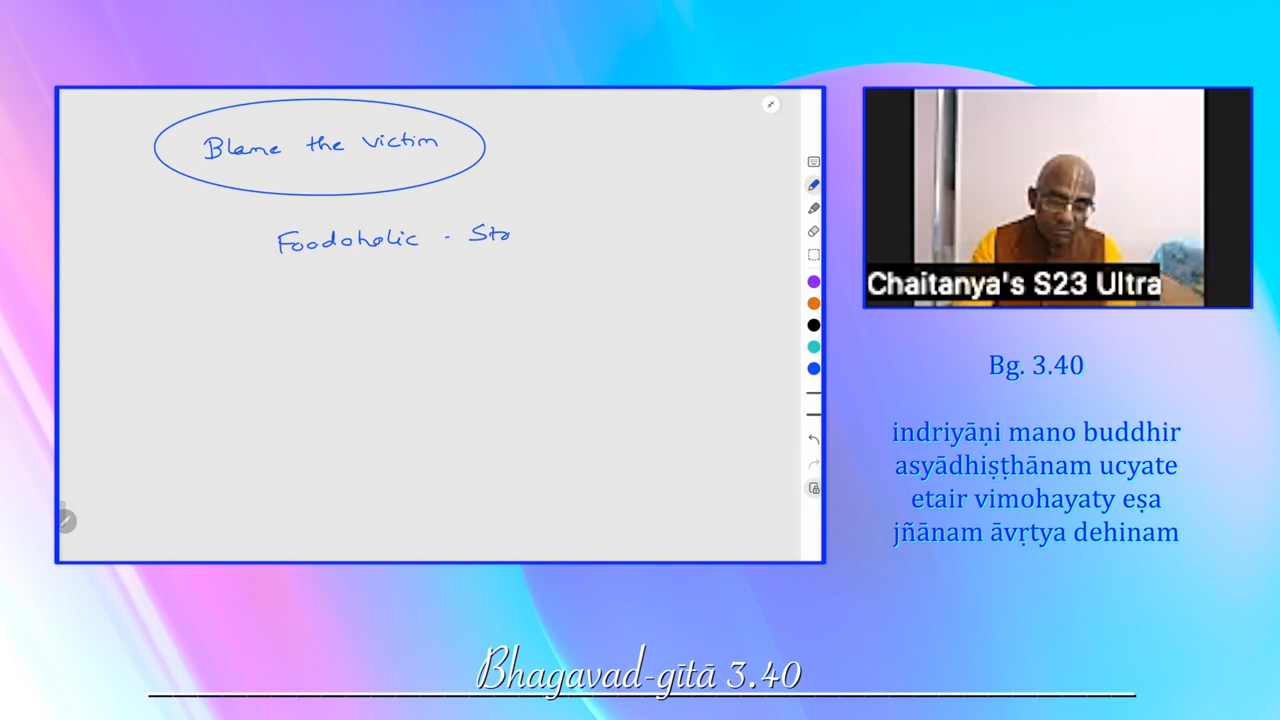 Blame the victim
Foodoholic - Sto
Chaitanya's S23 Ultra
Bg. 3.40
indriyāṇi mano buddhir
asyādhiṣṭhānam ucyate
etair vimohayaty eṣa
jñānam āvṛtya dehinam
Bhagavad-gītā 3.40